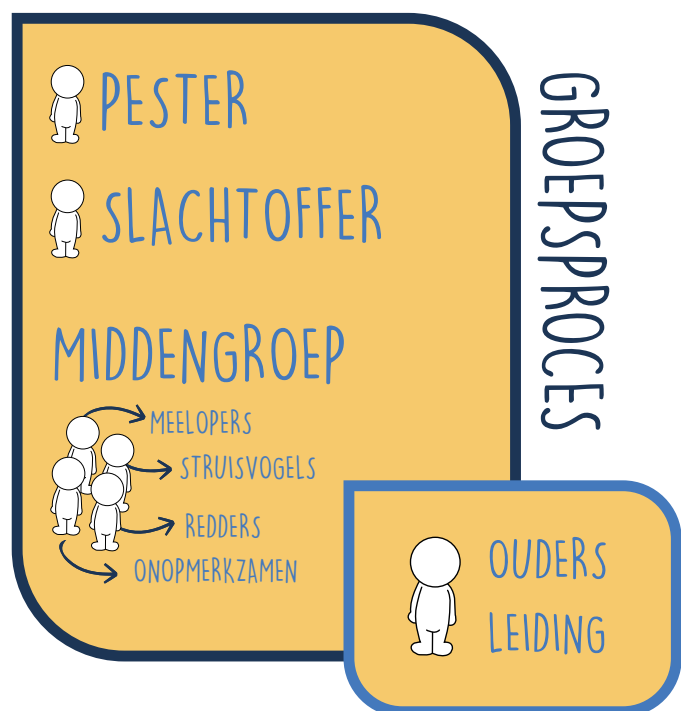 PESTER
SLACHTOFFER
MIDDENGROEP
MEELOPERS
STRUISVOGELS
REDDERS
ONOPMERKZAMEN
GROEPSPROCES
OUDERS
LEIDING